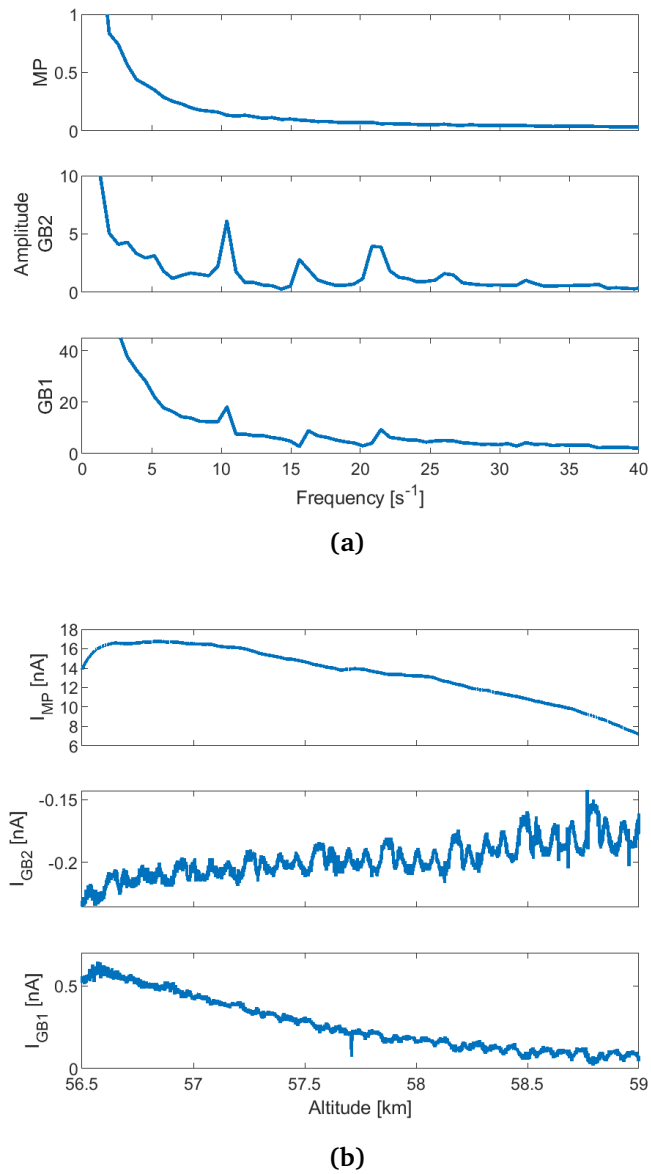 1
0.5
0
MP
10
5
0
Amplitude
GB2
40
20
0
GB1
0 5 10 15 20 25 30 35 40
Frequency [s⁻¹]
(a)
18
16
14
12
10
8
6
I_MP [nA]
-0.15
-0.2
I_GB2 [nA]
0.5
0
I_GB1 [nA]
56.5 57 57.5 58 58.5 59
Altitude [km]
(b)